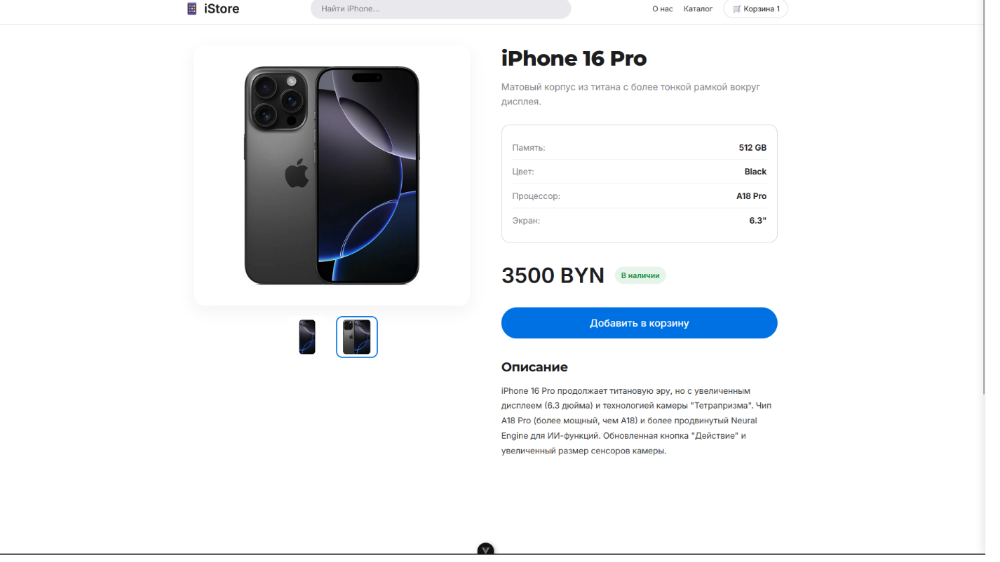 iStore
Найти iPhone...
О нас
Каталог
Корзина 1
iPhone 16 Pro
Матовый корпус из титана с более тонкой рамкой вокруг
дисплея.
Память: 512 GB
Цвет: Black
Процессор: A18 Pro
Экран: 6.3"
3500 BYN
В наличии
Добавить в корзину
Описание
iPhone 16 Pro продолжает титановую эру, но с увеличенным
дисплеем (6.3 дюйма) и технологией камеры "Тетрапризма". Чип
A18 Pro (более мощный, чем A18) и более продвинутый Neural
Engine для ИИ-функций. Обновленная кнопка "Действие" и
увеличенный размер сенсоров камеры.